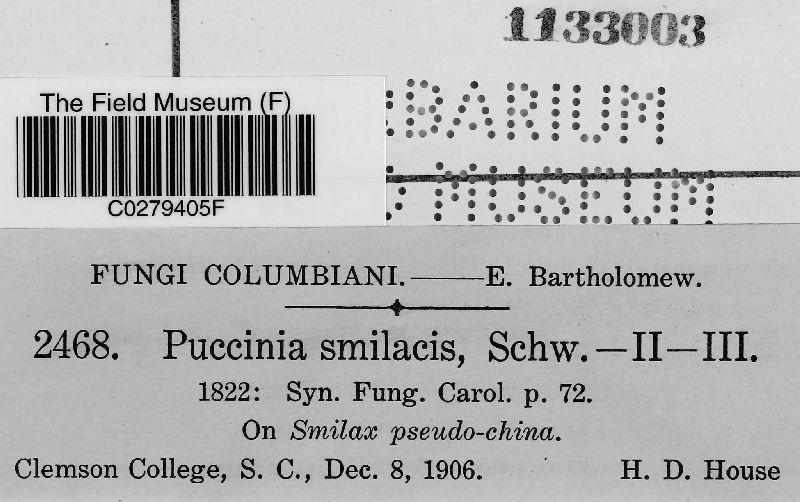 1133003
BARIUM
The Field Museum (F)
C0279405F
MUSEUM
FUNGI COLUMBIANI.——E. Bartholomew.
2468. Puccinia smilacis, Schw.—II—III.
1822: Syn. Fung. Carol. p. 72.
On Smilax pseudo-china.
Clemson College, S. C., Dec. 8, 1906. H. D. House